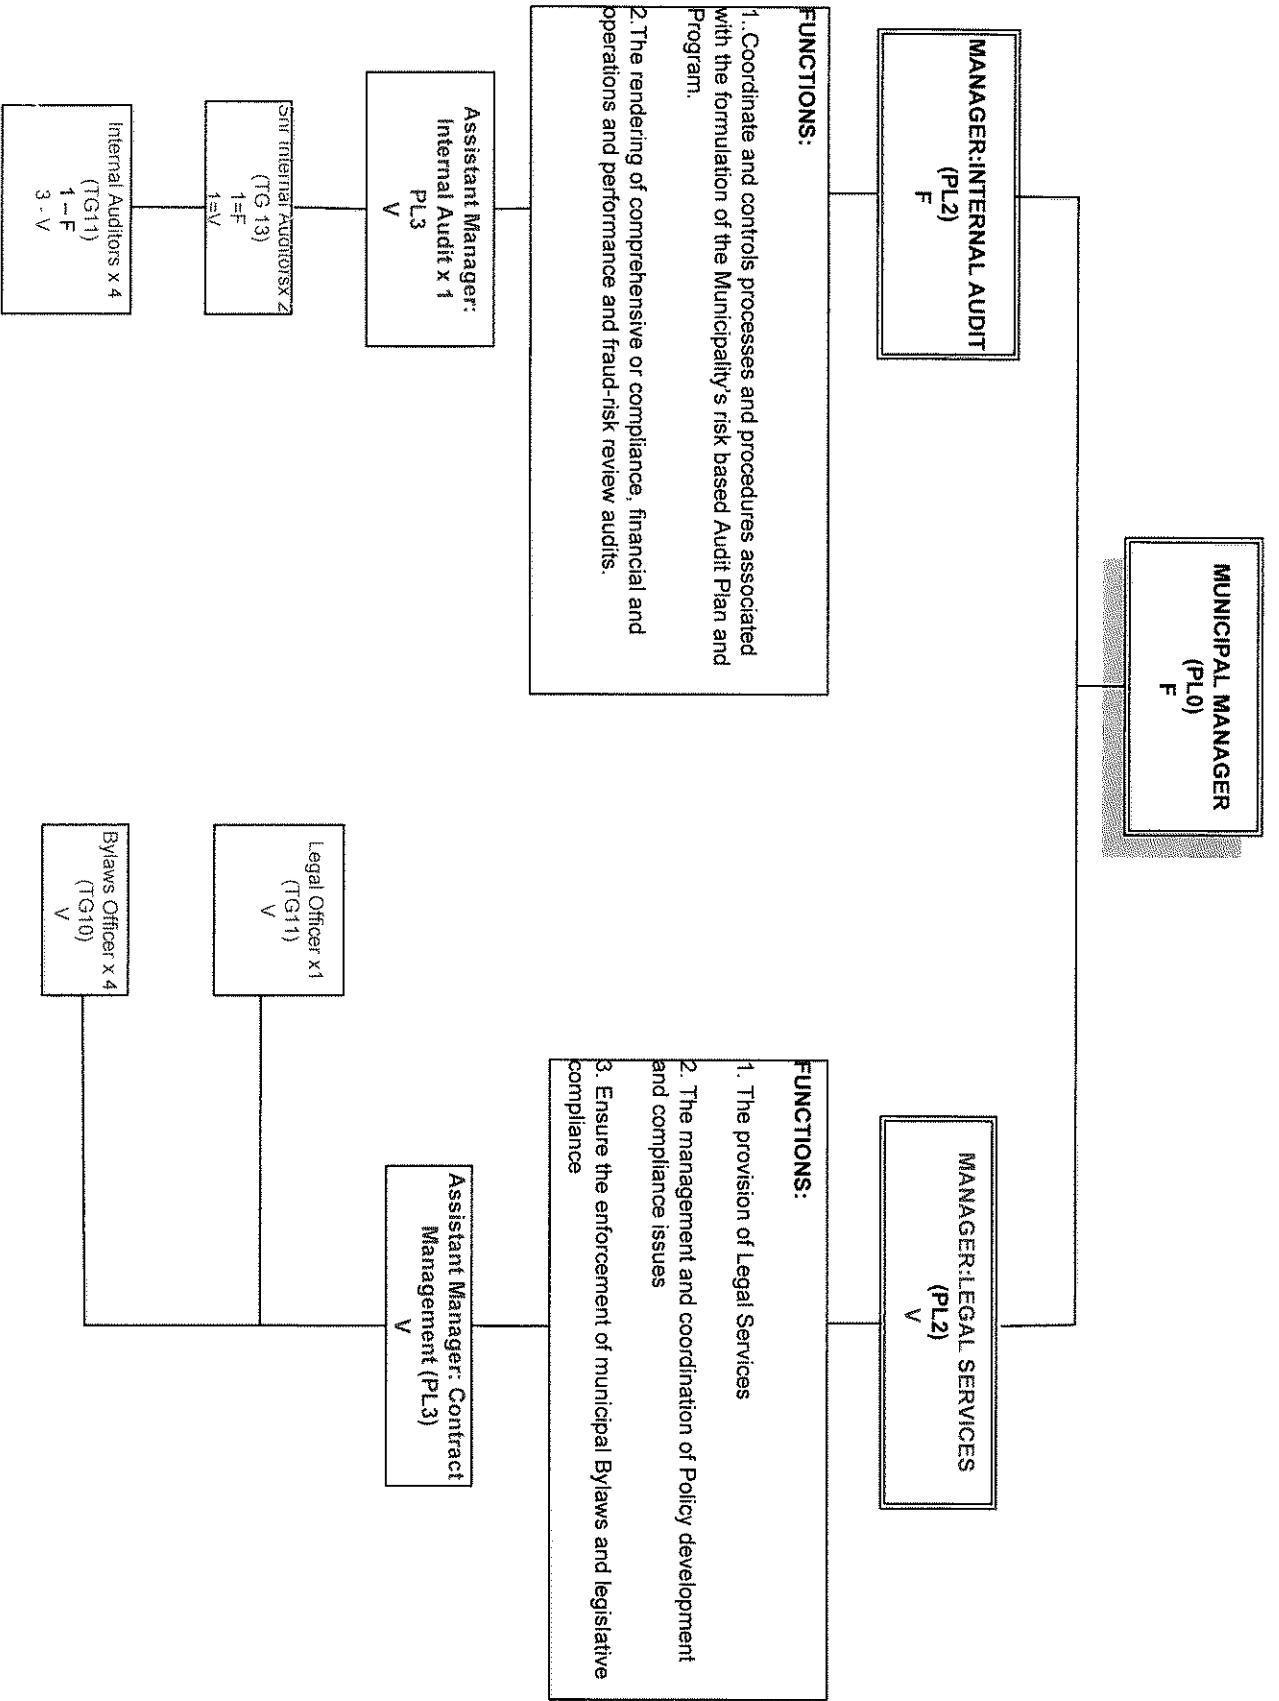 MUNICIPAL MANAGER
(PL0)
F
MANAGER:INTERNAL AUDIT
(PL2)
F
FUNCTIONS:
1..Coordinate and controls processes and procedures associated
with the formulation of the Municipality's risk based Audit Plan and
Program.
2.The rendering of comprehensive or compliance, financial and
operations and performance and fraud-risk review audits.
Assistant Manager:
Internal Audit x 1
PL3
V
Snr Internal Auditorsx 2
(TG 13)
1=F
1=V
Internal Auditors x 4
(TG11)
1 – F
3 - V
MANAGER:LEGAL SERVICES
(PL2)
V
FUNCTIONS:
1. The provision of Legal Services
2. The management and coordination of Policy development
and compliance issues
3. Ensure the enforcement of municipal Bylaws and legislative
compliance
Assistant Manager: Contract
Management (PL3)
V
Legal Officer x1
(TG11)
V
Bylaws Officer x 4
(TG10)
V